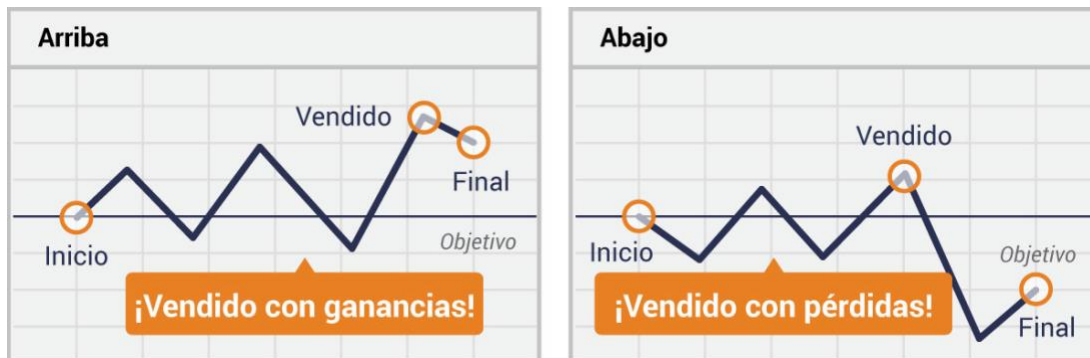 Arriba
Vendido
Final
Inicio
Objetivo
¡Vendido con ganancias!
Abajo
Vendido
Inicio
Objetivo
¡Vendido con pérdidas!
Final